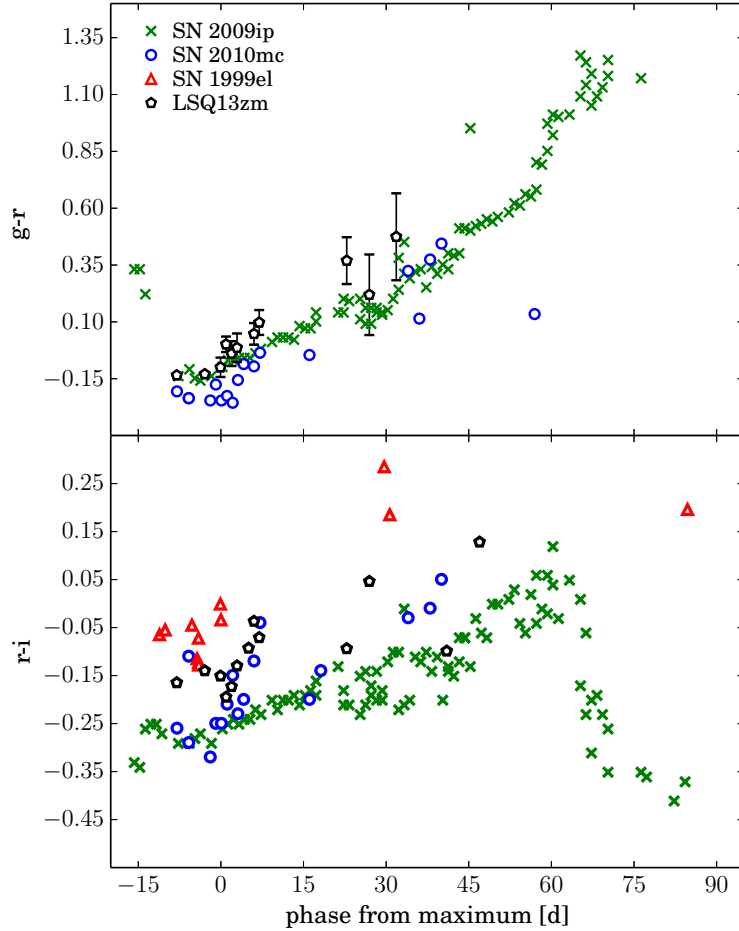 SN 2009ip
SN 2010mc
SN 1999el
LSQ13zm
g-r
1.35
1.10
0.85
0.60
0.35
0.10
−0.15
r-i
0.25
0.15
0.05
−0.05
−0.15
−0.25
−0.35
−0.45
−15 0 15 30 45 60 75 90
phase from maximum [d]